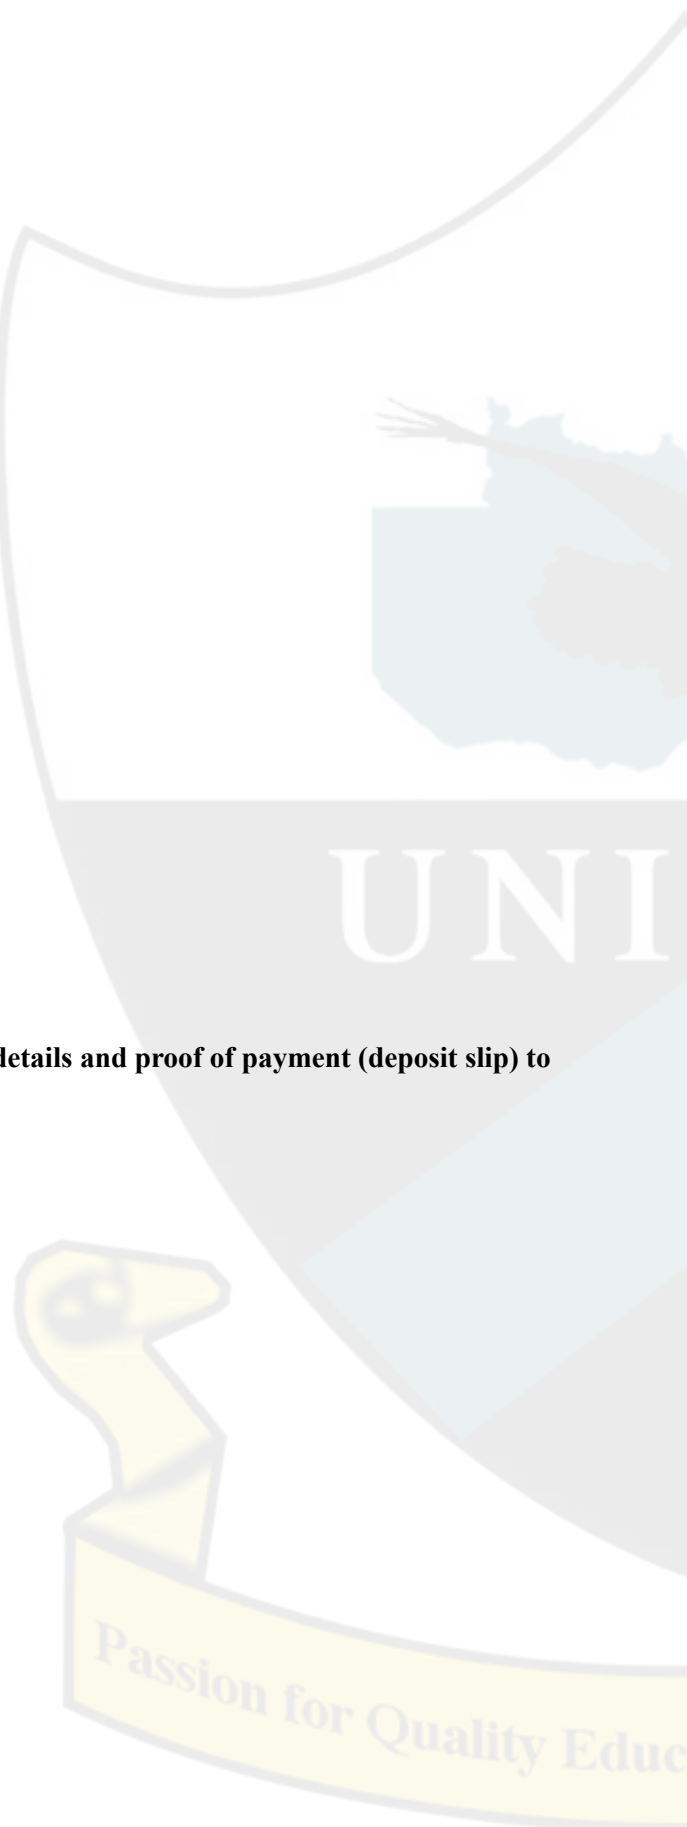 UNI
details and proof of payment (deposit slip) to
Passion for Quality Educ